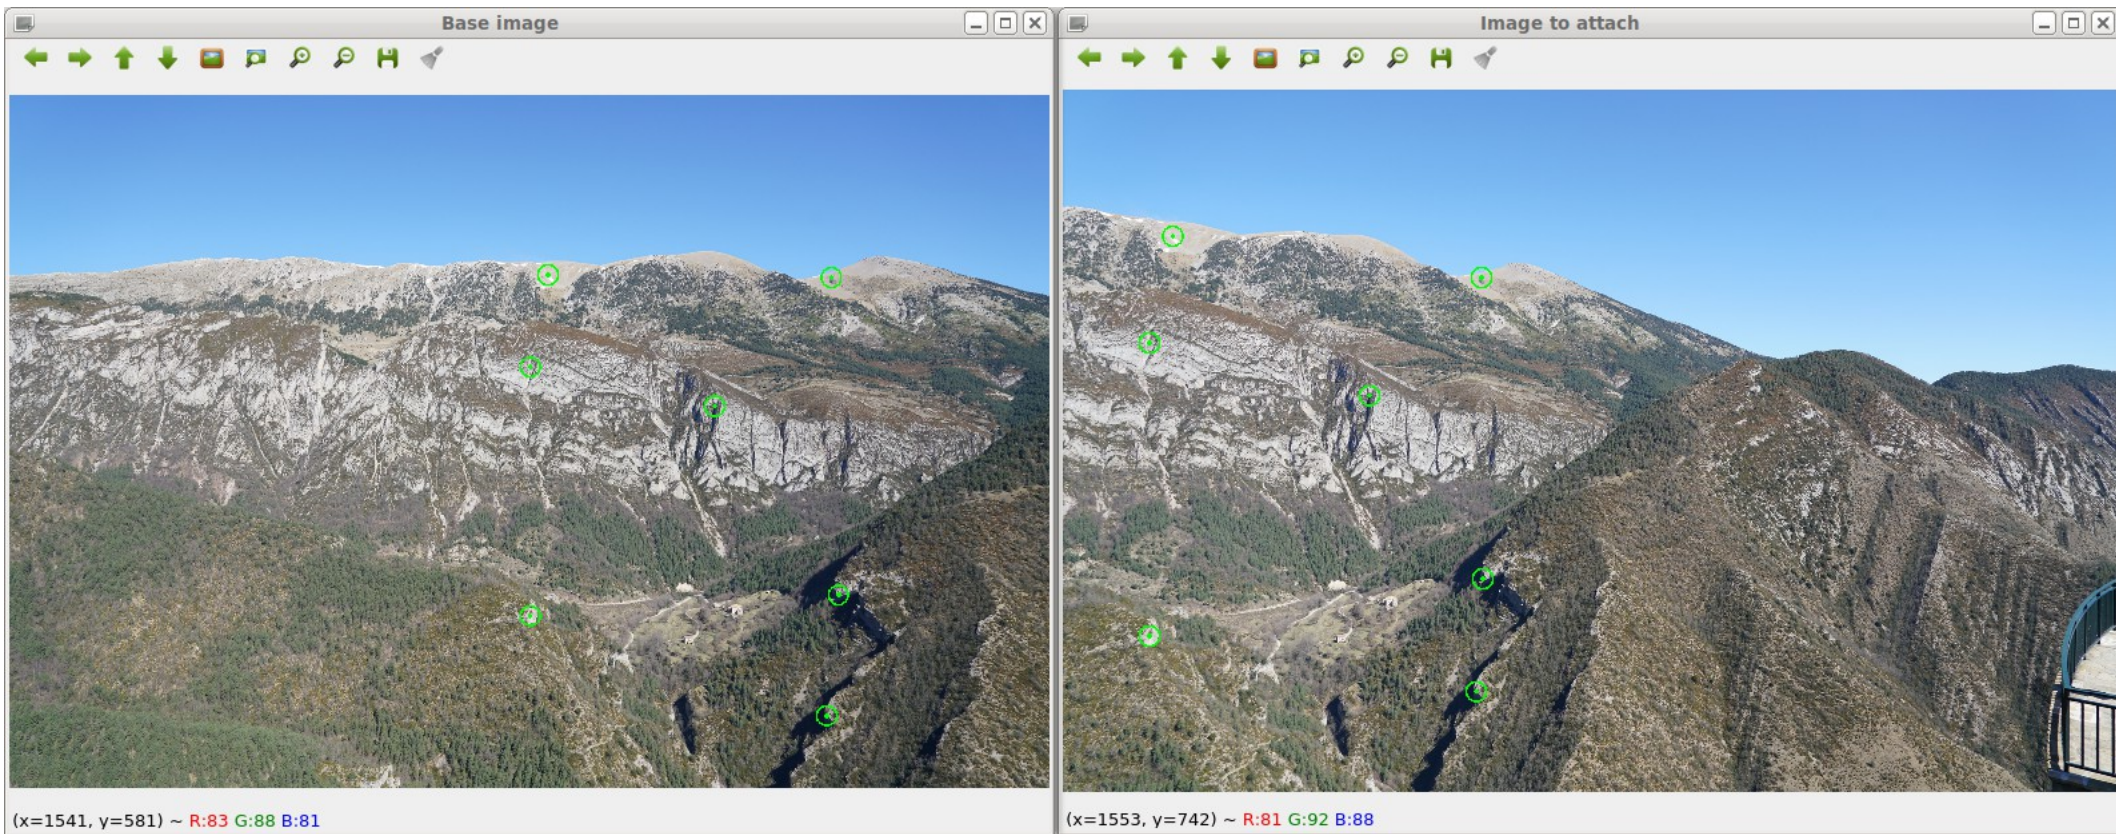 Base image
Image to attach
(x=1541, y=581) ~ R:83 G:88 B:81
(x=1553, y=742) ~ R:81 G:92 B:88